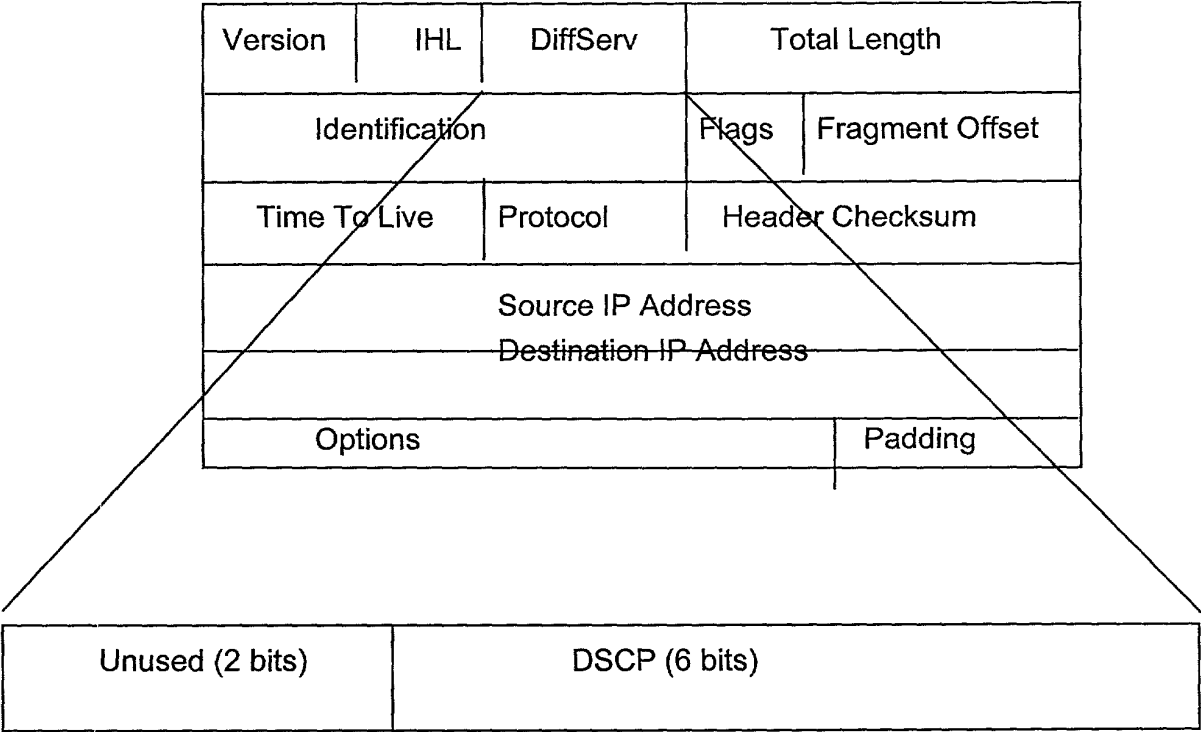 Version IHL DiffServ Total Length
Identification Flags Fragment Offset
Time To Live Protocol Header Checksum
Source IP Address
Destination IP Address
Options Padding
Unused (2 bits) DSCP (6 bits)